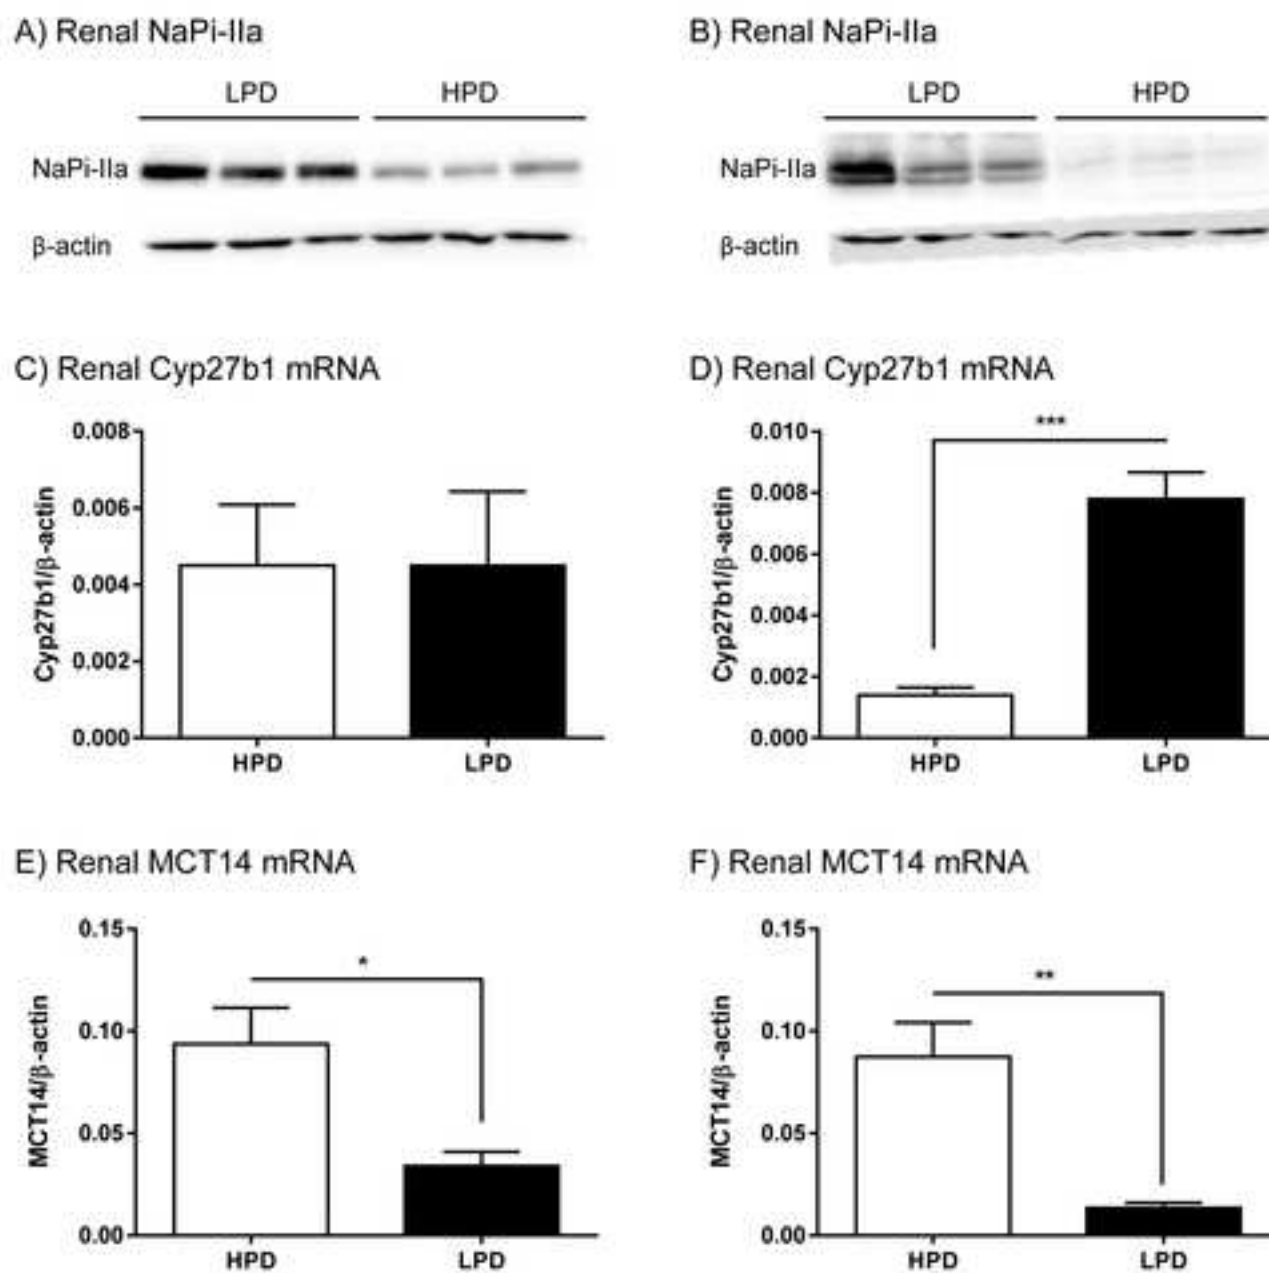 A) Renal NaPi-IIa
B) Renal NaPi-IIa
LPD HPD
LPD HPD
NaPi-IIa
NaPi-IIa
β-actin
β-actin
C) Renal Cyp27b1 mRNA
D) Renal Cyp27b1 mRNA
Cyp27b1/β-actin
0.008
0.006
0.004
0.002
0.000
HPD LPD
Cyp27b1/β-actin
0.010
0.008
0.006
0.004
0.002
0.000
***
HPD LPD
E) Renal MCT14 mRNA
F) Renal MCT14 mRNA
MCT14/β-actin
0.15
0.10
0.05
0.00
*
HPD LPD
MCT14/β-actin
0.15
0.10
0.05
0.00
**
HPD LPD